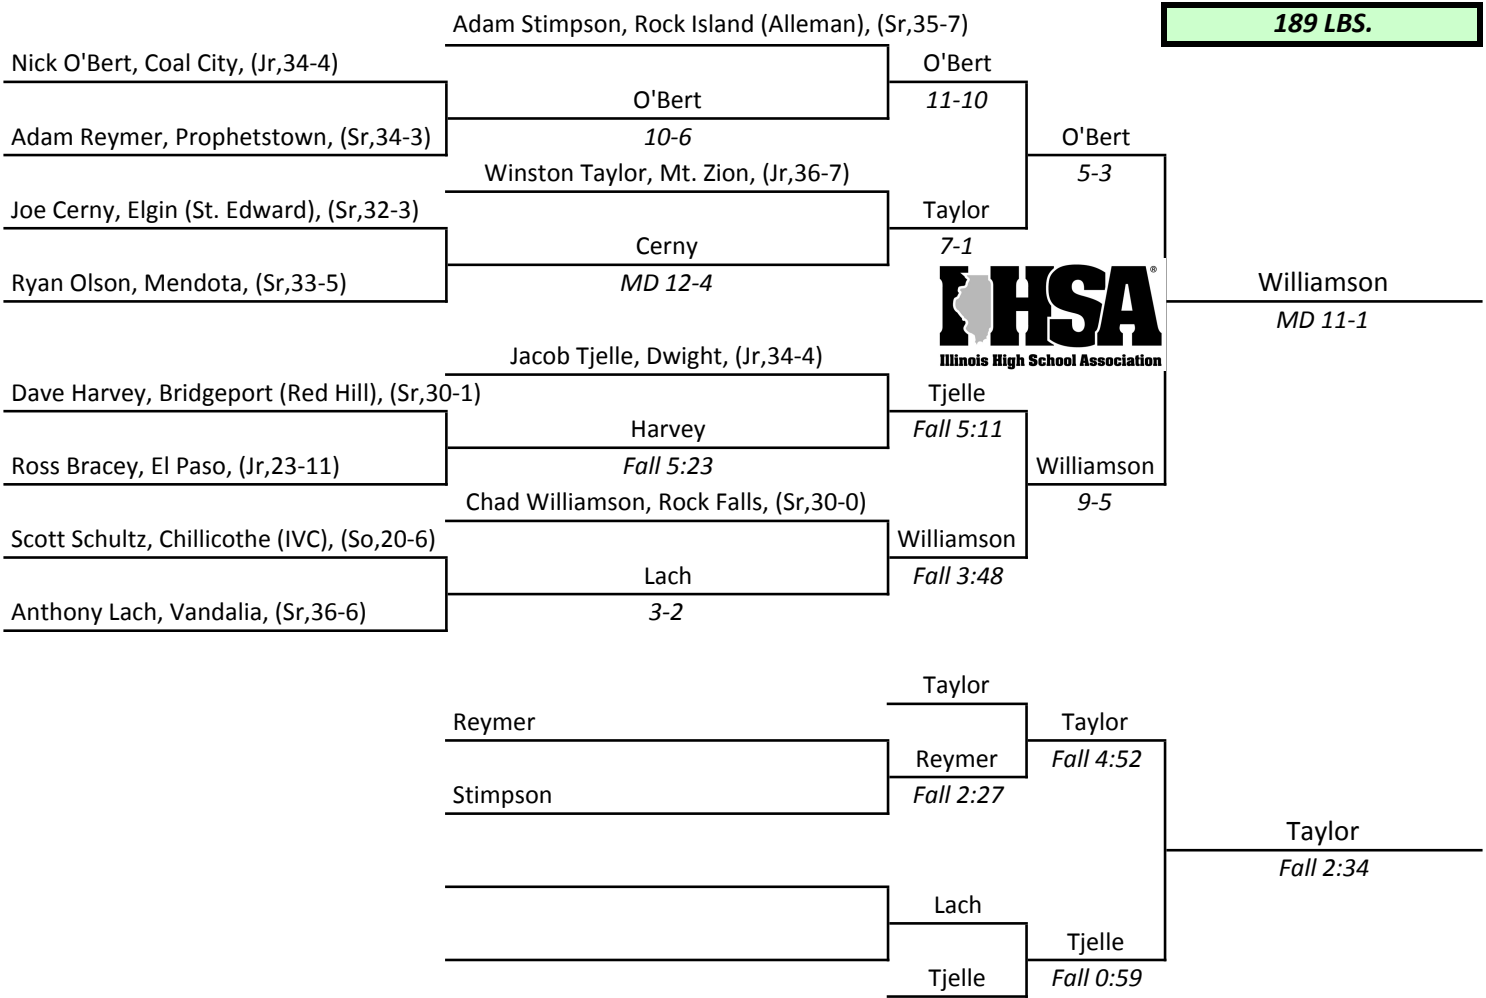 Adam Stimpson, Rock Island (Alleman), (Sr,35-7)
189 LBS.
Nick O'Bert, Coal City, (Jr,34-4)
O'Bert
O'Bert
11-10
Adam Reymer, Prophetstown, (Sr,34-3)
10-6
O'Bert
Winston Taylor, Mt. Zion, (Jr,36-7)
5-3
Joe Cerny, Elgin (St. Edward), (Sr,32-3)
Taylor
Cerny
7-1
Ryan Olson, Mendota, (Sr,33-5)
MD 12-4
IHSA®
Illinois High School Association
Williamson
MD 11-1
Jacob Tjelle, Dwight, (Jr,34-4)
Dave Harvey, Bridgeport (Red Hill), (Sr,30-1)
Tjelle
Harvey
Fall 5:11
Ross Bracey, El Paso, (Jr,23-11)
Fall 5:23
Williamson
Chad Williamson, Rock Falls, (Sr,30-0)
9-5
Scott Schultz, Chillicothe (IVC), (So,20-6)
Williamson
Lach
Fall 3:48
Anthony Lach, Vandalia, (Sr,36-6)
3-2
Taylor
Reymer
Taylor
Reymer
Fall 4:52
Stimpson
Fall 2:27
Taylor
Fall 2:34
Lach
Tjelle
Tjelle
Fall 0:59